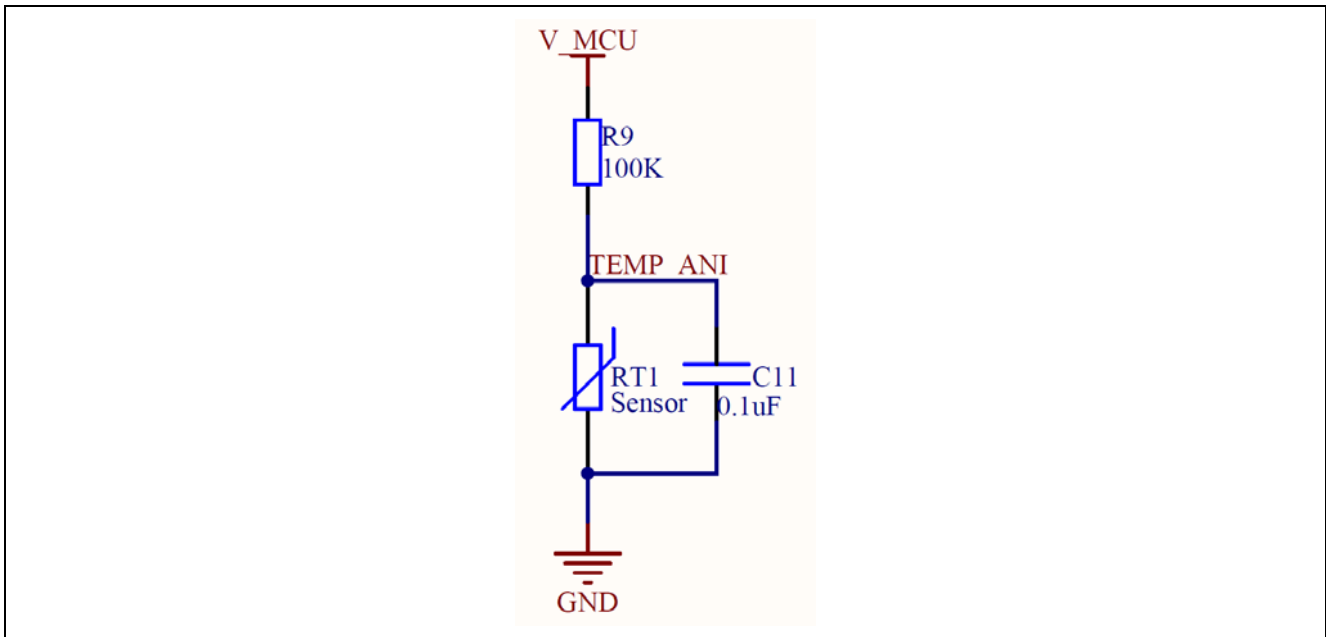 V_MCU
R9
100K
TEMP_ANI
RT1
Sensor
C11
0.1uF
GND